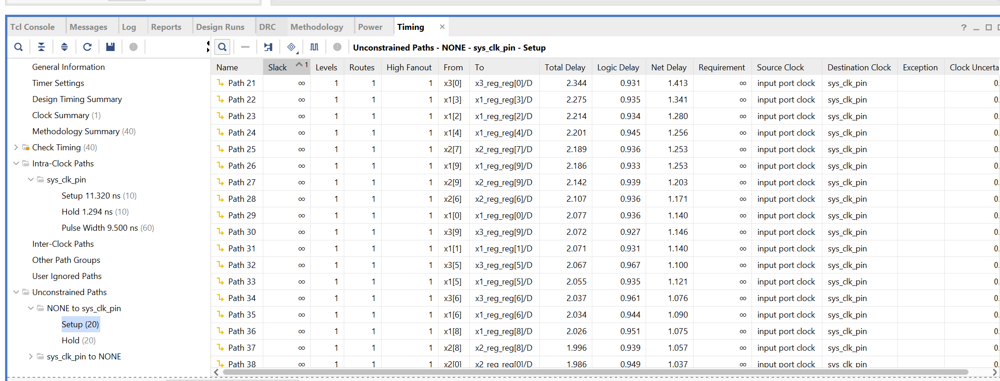 Tcl Console Messages Log Reports Design Runs DRC Methodology Power Timing × ?
Unconstrained Paths - NONE - sys_clk_pin - Setup
General Information
Timer Settings
Design Timing Summary
Clock Summary (1)
Methodology Summary (40)
Check Timing (40)
Intra-Clock Paths
sys_clk_pin
Setup 11.320 ns (10)
Hold 1.294 ns (10)
Pulse Width 9.500 ns (60)
Inter-Clock Paths
Other Path Groups
User Ignored Paths
Unconstrained Paths
NONE to sys_clk_pin
Setup (20)
Hold (20)
sys_clk_pin to NONE
Name Slack 1 Levels Routes High Fanout From To Total Delay Logic Delay Net Delay Requirement Source Clock Destination Clock Exception Clock Uncerta
Path 21 ∞ 1 1 1 x3[0] x3_reg_reg[0]/D 2.344 0.931 1.413 ∞ input port clock sys_clk_pin 0.
Path 22 ∞ 1 1 1 x1[3] x1_reg_reg[3]/D 2.275 0.935 1.341 ∞ input port clock sys_clk_pin 0.
Path 23 ∞ 1 1 1 x1[2] x1_reg_reg[2]/D 2.214 0.934 1.280 ∞ input port clock sys_clk_pin 0.
Path 24 ∞ 1 1 1 x1[4] x1_reg_reg[4]/D 2.201 0.945 1.256 ∞ input port clock sys_clk_pin 0.
Path 25 ∞ 1 1 1 x2[7] x2_reg_reg[7]/D 2.189 0.936 1.253 ∞ input port clock sys_clk_pin 0.
Path 26 ∞ 1 1 1 x1[9] x1_reg_reg[9]/D 2.186 0.933 1.253 ∞ input port clock sys_clk_pin 0.
Path 27 ∞ 1 1 1 x2[9] x2_reg_reg[9]/D 2.142 0.939 1.203 ∞ input port clock sys_clk_pin 0.
Path 28 ∞ 1 1 1 x2[6] x2_reg_reg[6]/D 2.107 0.936 1.171 ∞ input port clock sys_clk_pin 0.
Path 29 ∞ 1 1 1 x1[0] x1_reg_reg[0]/D 2.077 0.936 1.140 ∞ input port clock sys_clk_pin 0.
Path 30 ∞ 1 1 1 x3[9] x3_reg_reg[9]/D 2.072 0.927 1.146 ∞ input port clock sys_clk_pin 0.
Path 31 ∞ 1 1 1 x1[1] x1_reg_reg[1]/D 2.071 0.931 1.140 ∞ input port clock sys_clk_pin 0.
Path 32 ∞ 1 1 1 x3[5] x3_reg_reg[5]/D 2.067 0.967 1.100 ∞ input port clock sys_clk_pin 0.
Path 33 ∞ 1 1 1 x1[5] x1_reg_reg[5]/D 2.055 0.935 1.121 ∞ input port clock sys_clk_pin 0.
Path 34 ∞ 1 1 1 x3[6] x3_reg_reg[6]/D 2.037 0.961 1.076 ∞ input port clock sys_clk_pin 0.
Path 35 ∞ 1 1 1 x1[6] x1_reg_reg[6]/D 2.034 0.944 1.090 ∞ input port clock sys_clk_pin 0.
Path 36 ∞ 1 1 1 x1[8] x1_reg_reg[8]/D 2.026 0.951 1.075 ∞ input port clock sys_clk_pin 0.
Path 37 ∞ 1 1 1 x2[8] x2_reg_reg[8]/D 1.996 0.939 1.057 ∞ input port clock sys_clk_pin 0.
Path 38 ∞ 1 1 1 x2[0] x2_reg_reg[0]/D 1.986 0.949 1.037 ∞ input port clock sys_clk_pin 0.